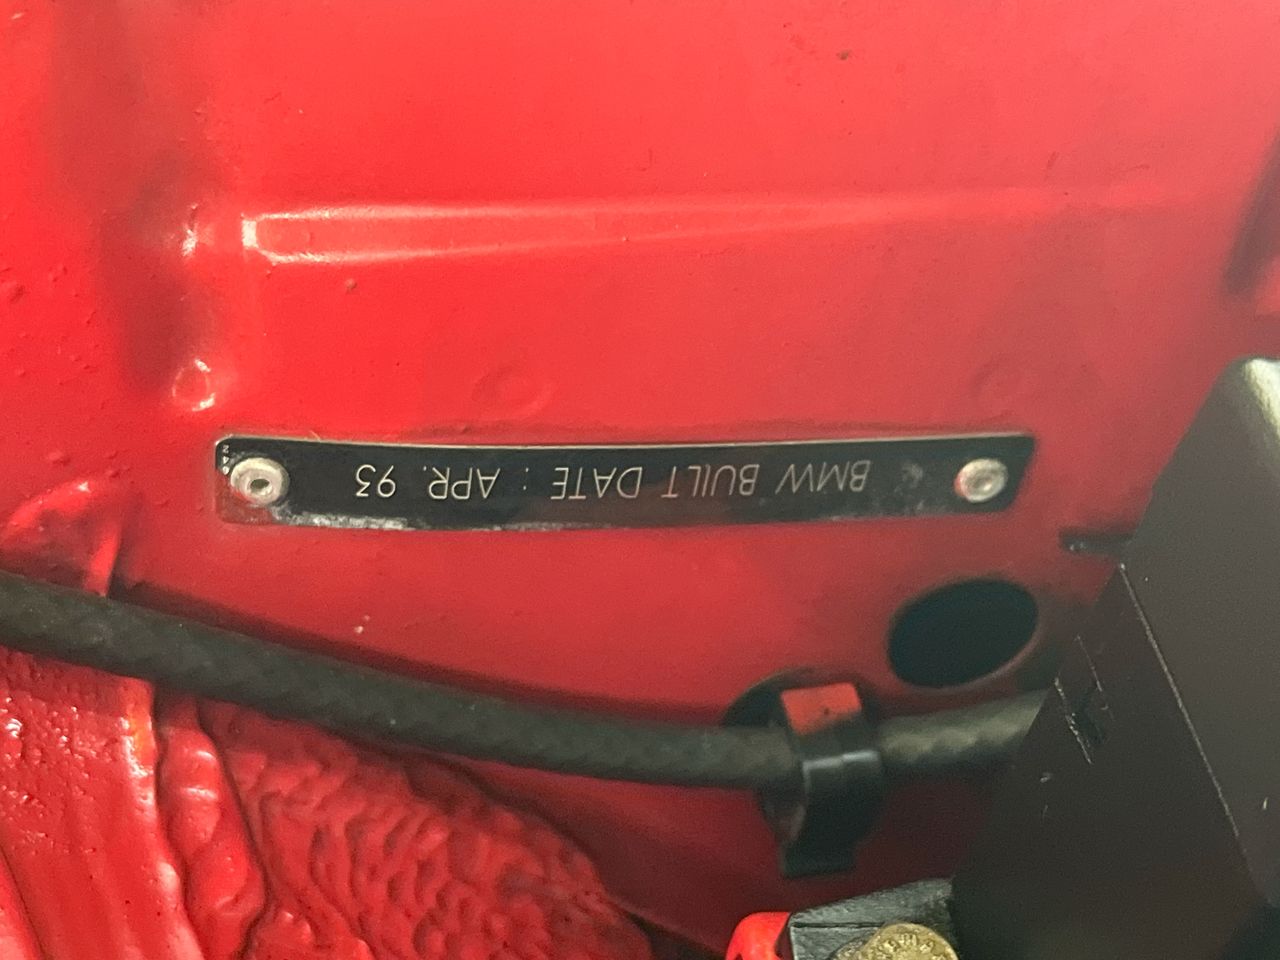 BMW BUILT DATE : APR. 93